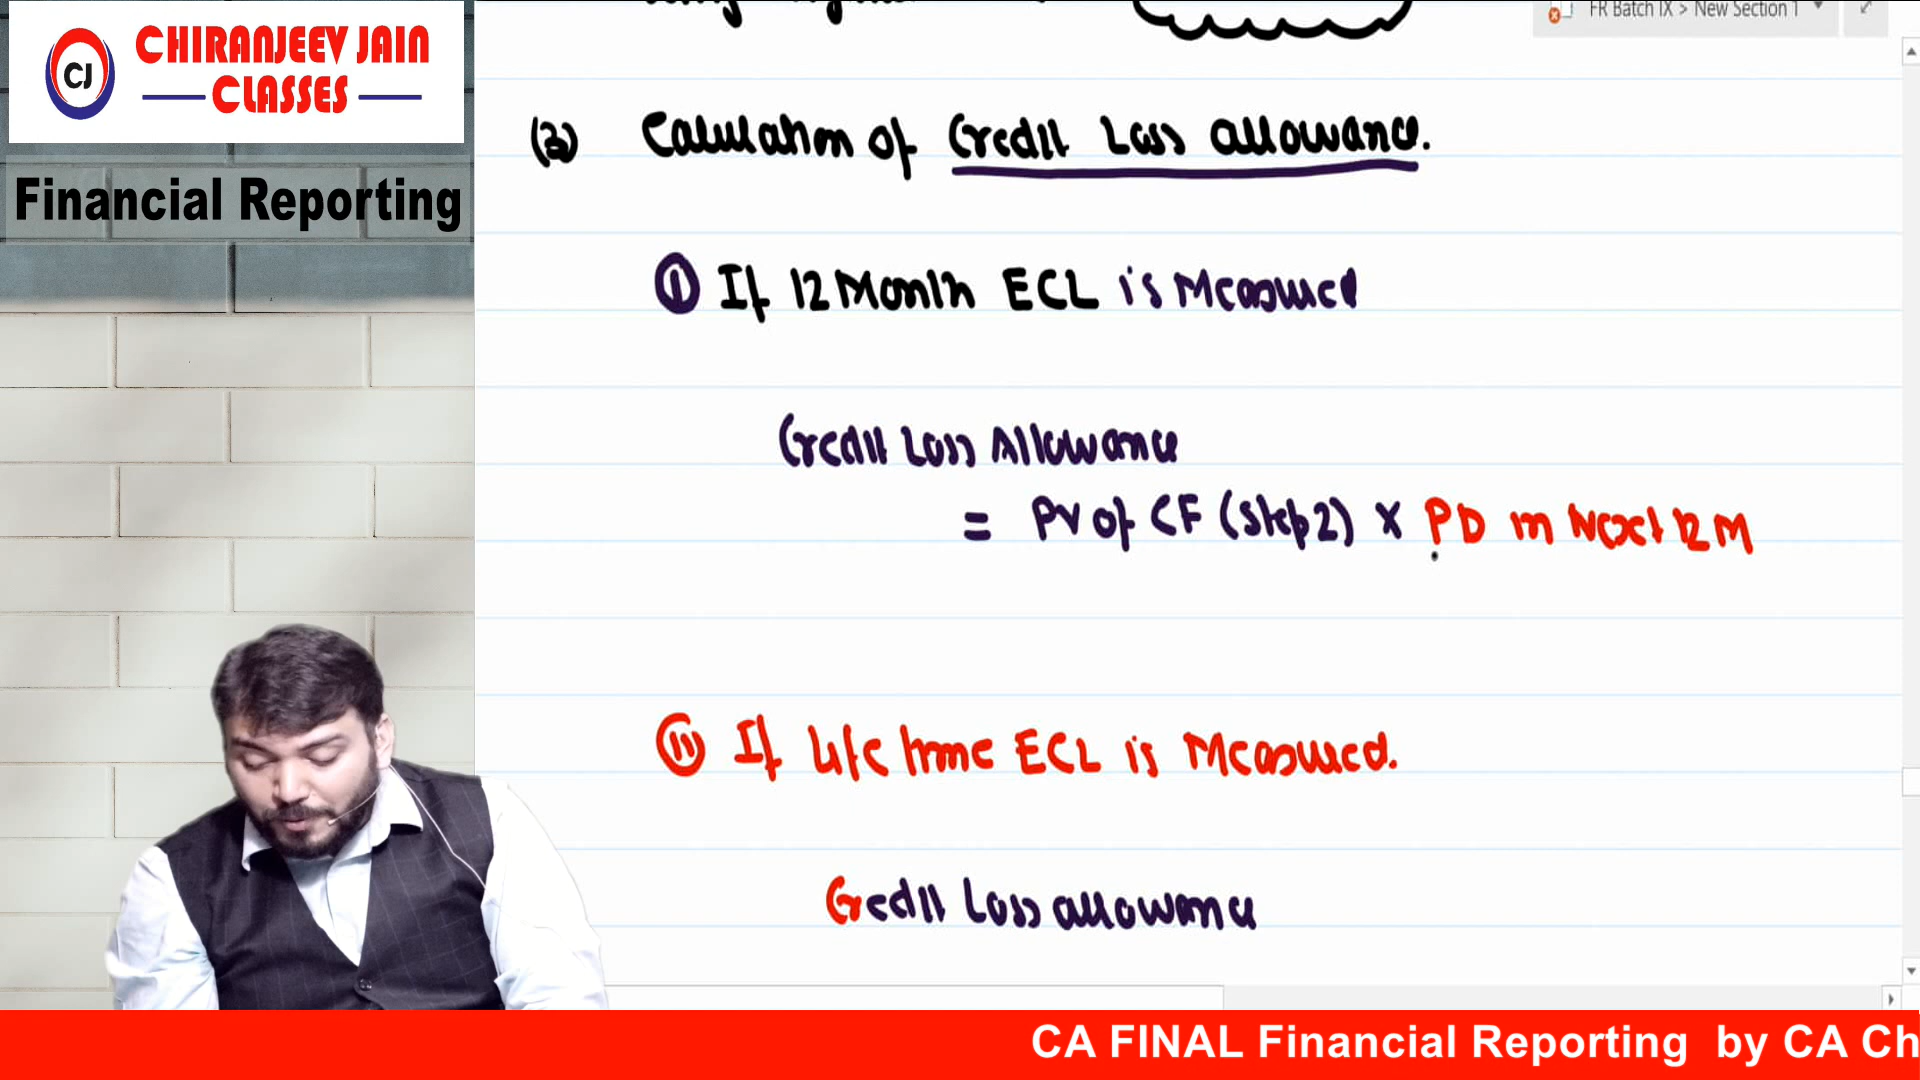 FR Batch IX > New Section 1
CHIRANJEEV JAIN
CLASSES
CJ
Financial Reporting
(3) Calculation of Credit Loss allowance.
(i) If 12 Month ECL is Measured
Credit Loss Allowance
= PV of CF (Step 2) x PD in Next 12 M
(ii) If Life time ECL is Measured.
Credit Loss allowance
CA FINAL Financial Reporting by CA Ch